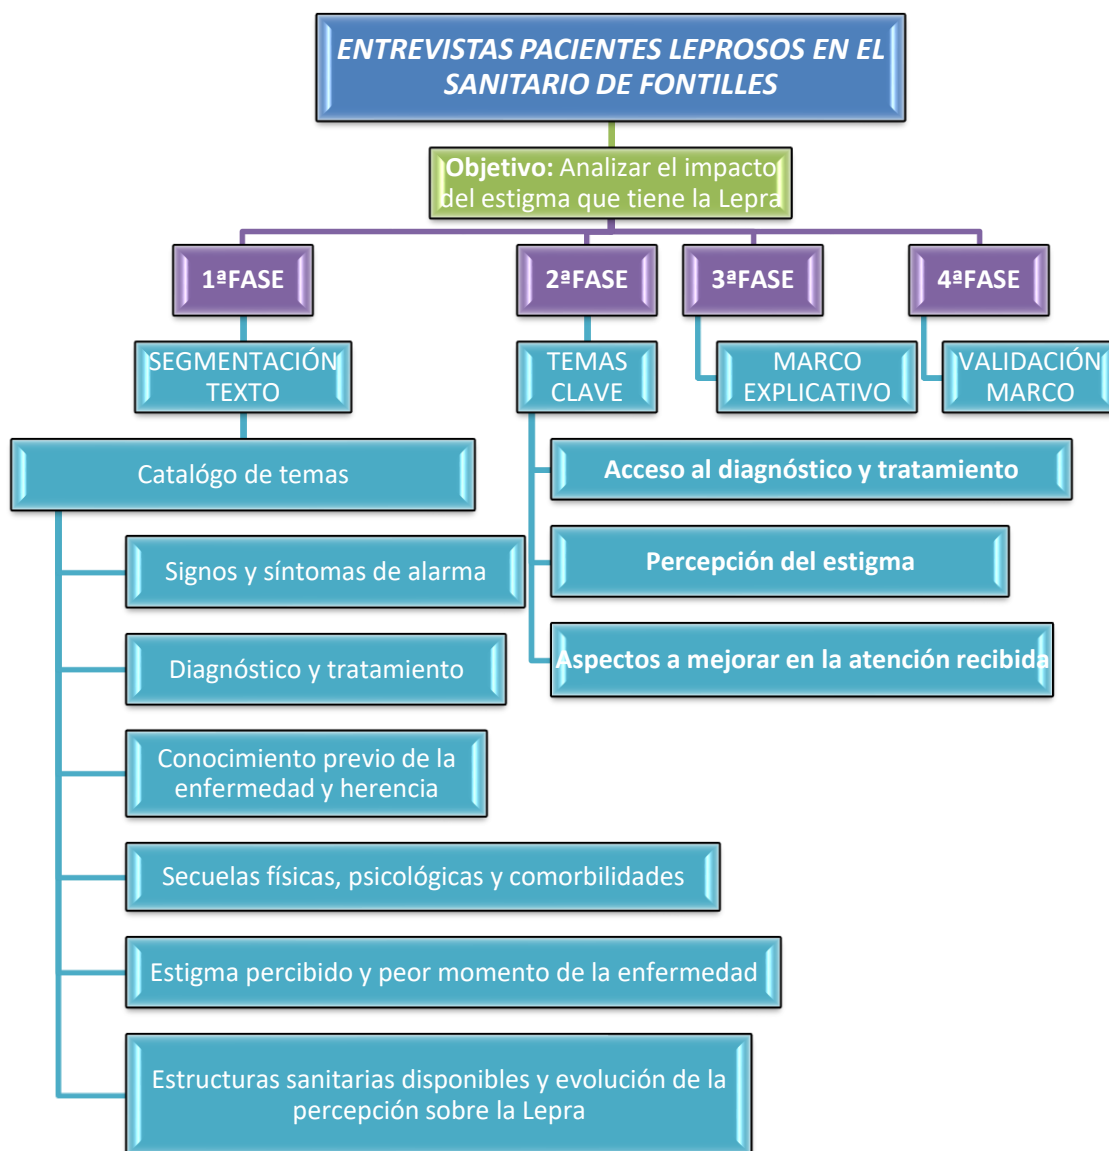 ENTREVISTAS PACIENTES LEPROSOS EN EL
SANITARIO DE FONTILLES
Objetivo: Analizar el impacto
del estigma que tiene la Lepra
1ªFASE
2ªFASE
3ªFASE
4ªFASE
SEGMENTACIÓN
TEXTO
TEMAS
CLAVE
MARCO
EXPLICATIVO
VALIDACIÓN
MARCO
Catalógo de temas
Signos y síntomas de alarma
Diagnóstico y tratamiento
Conocimiento previo de la
enfermedad y herencia
Secuelas físicas, psicológicas y comorbilidades
Estigma percibido y peor momento de la enfermedad
Estructuras sanitarias disponibles y evolución de la
percepción sobre la Lepra
Acceso al diagnóstico y tratamiento
Percepción del estigma
Aspectos a mejorar en la atención recibida